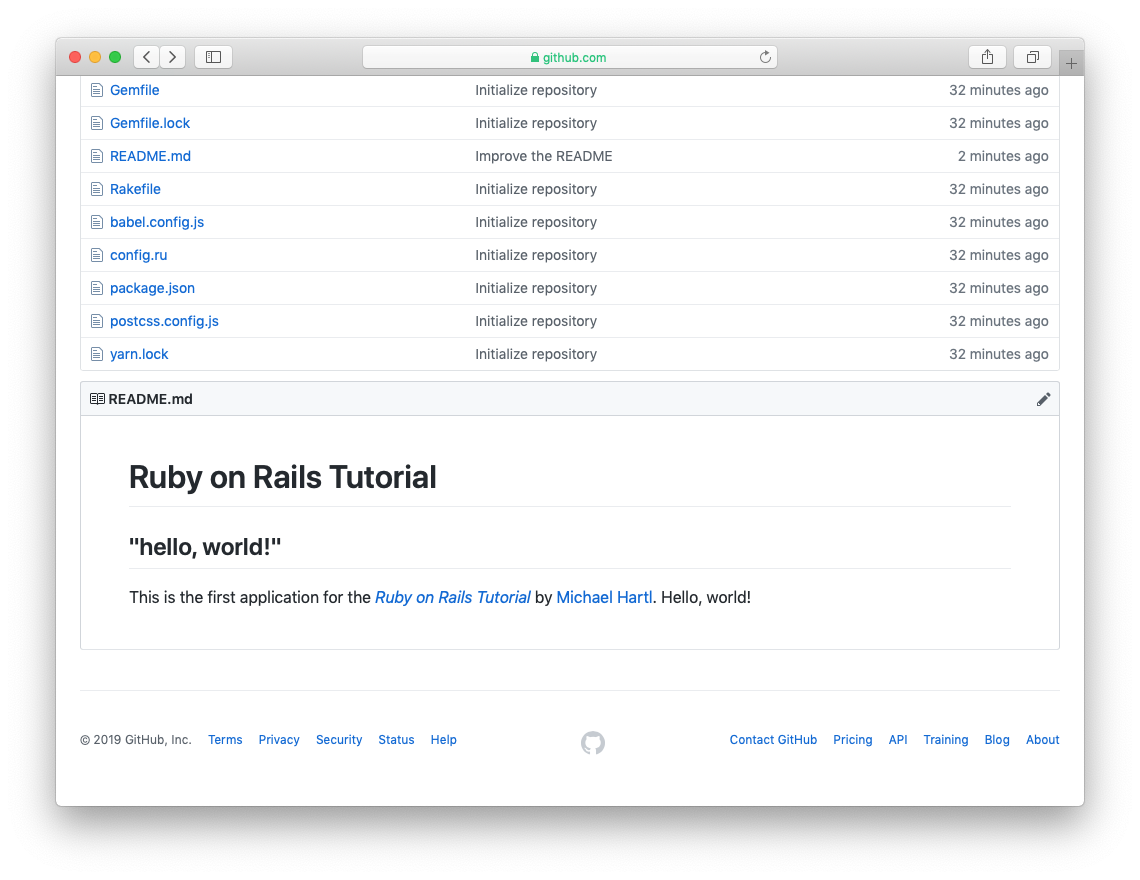 github.com
Gemfile Initialize repository 32 minutes ago
Gemfile.lock Initialize repository 32 minutes ago
README.md Improve the README 2 minutes ago
Rakefile Initialize repository 32 minutes ago
babel.config.js Initialize repository 32 minutes ago
config.ru Initialize repository 32 minutes ago
package.json Initialize repository 32 minutes ago
postcss.config.js Initialize repository 32 minutes ago
yarn.lock Initialize repository 32 minutes ago
README.md
Ruby on Rails Tutorial
"hello, world!"
This is the first application for the Ruby on Rails Tutorial by Michael Hartl. Hello, world!
© 2019 GitHub, Inc. Terms Privacy Security Status Help Contact GitHub Pricing API Training Blog About